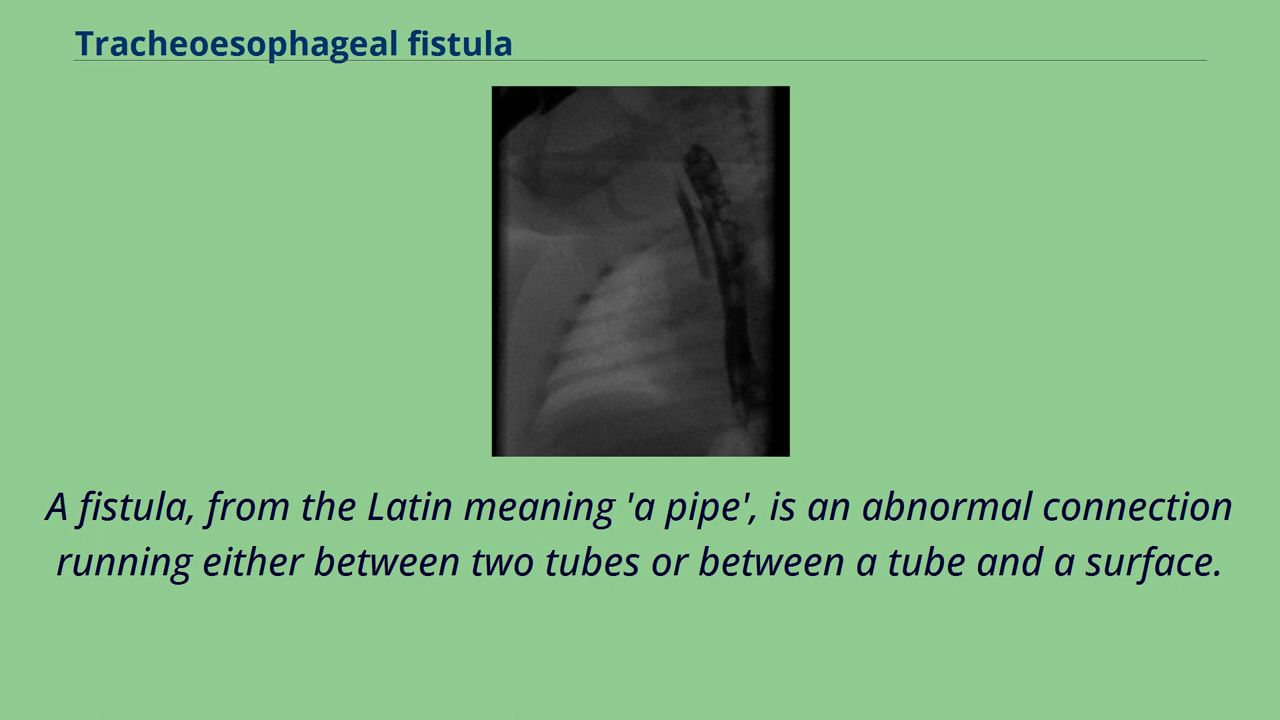 Tracheoesophageal fistula
A fistula, from the Latin meaning 'a pipe', is an abnormal connection
running either between two tubes or between a tube and a surface.